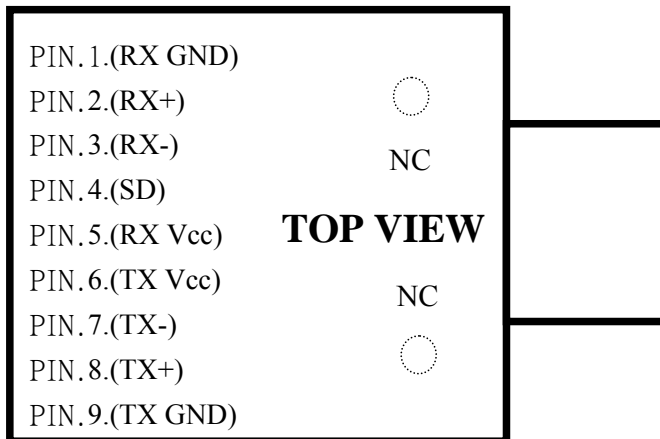 PIN.1.(RX GND)
PIN.2.(RX+)
PIN.3.(RX-)
PIN.4.(SD)
PIN.5.(RX Vcc)
PIN.6.(TX Vcc)
PIN.7.(TX-)
PIN.8.(TX+)
PIN.9.(TX GND)
NC
TOP VIEW
NC